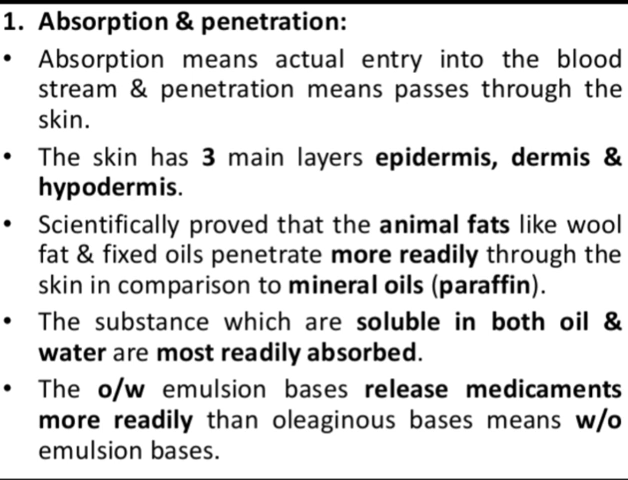 1. Absorption & penetration:
• Absorption means actual entry into the blood
stream & penetration means passes through the
skin.
• The skin has 3 main layers epidermis, dermis &
hypodermis.
• Scientifically proved that the animal fats like wool
fat & fixed oils penetrate more readily through the
skin in comparison to mineral oils (paraffin).
• The substance which are soluble in both oil &
water are most readily absorbed.
• The o/w emulsion bases release medicaments
more readily than oleaginous bases means w/o
emulsion bases.